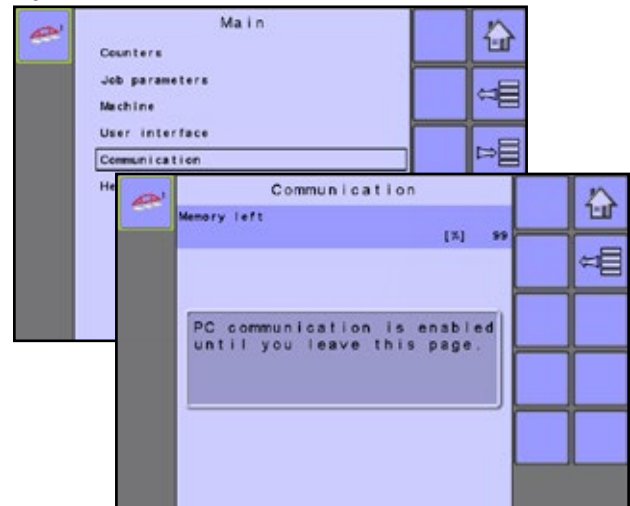 Main
Counters
Job parameters
Machine
User interface
Communication
He
Communication
Memory left
[%] 99
PC communication is enabled
until you leave this page.